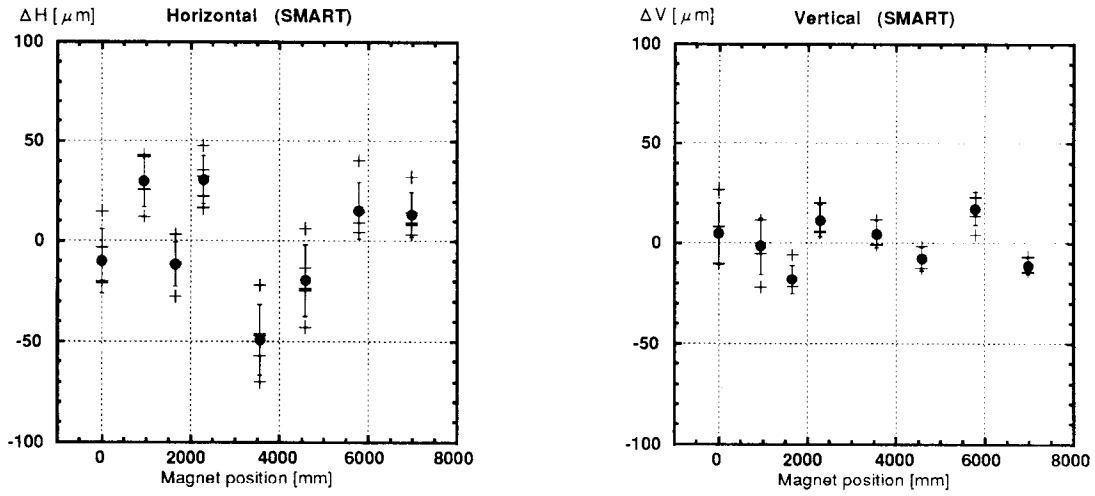 ΔH [ μm]
Horizontal (SMART)
100
50
0
-50
-100
0 2000 4000 6000 8000
Magnet position [mm]
ΔV [ μm]
Vertical (SMART)
100
50
0
-50
-100
0 2000 4000 6000 8000
Magnet position [mm]